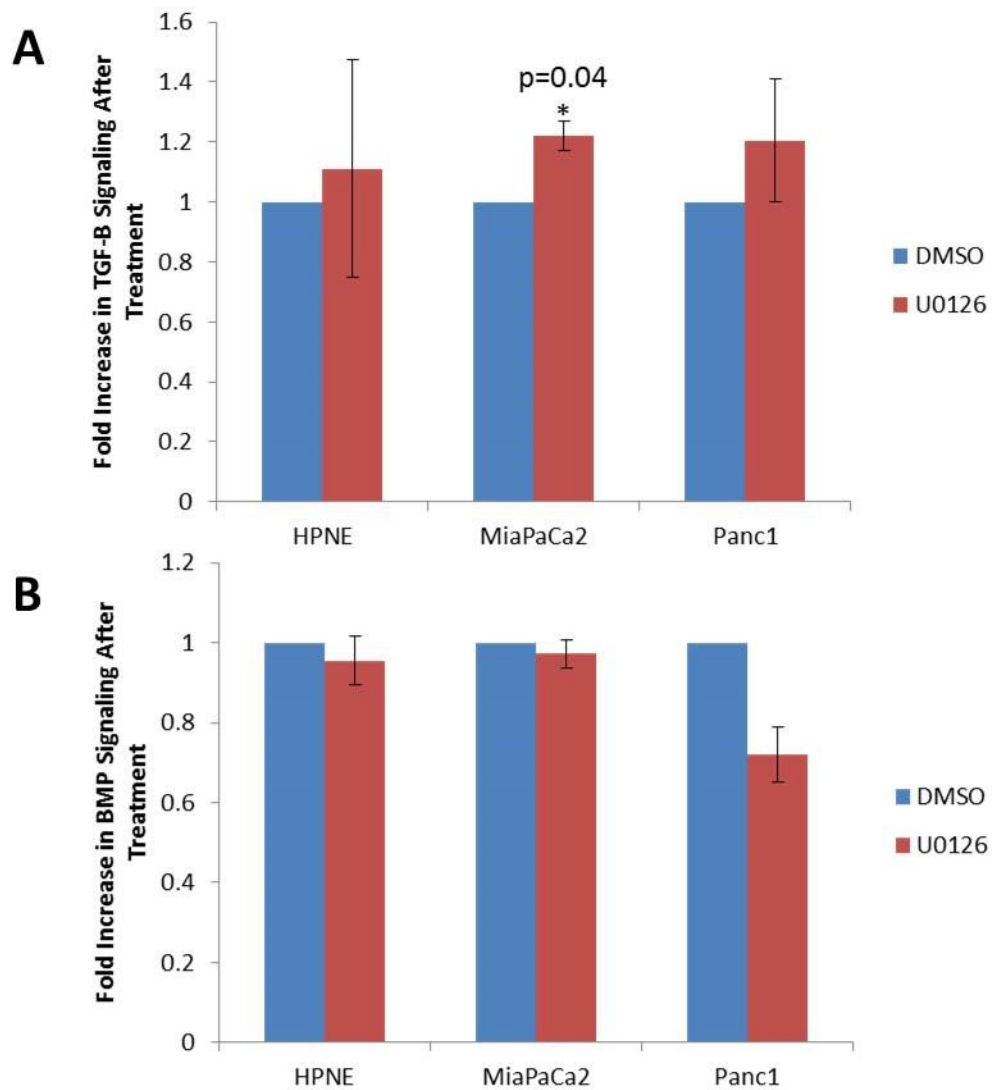 A
Fold Increase in TGF-B Signaling After
Treatment
1.6
1.4
1.2
1
0.8
0.6
0.4
0.2
0
p=0.04
*
HPNE
MiaPaCa2
Panc1
DMSO
U0126
B
Fold Increase in BMP Signaling After
Treatment
1.2
1
0.8
0.6
0.4
0.2
0
HPNE
MiaPaCa2
Panc1
DMSO
U0126